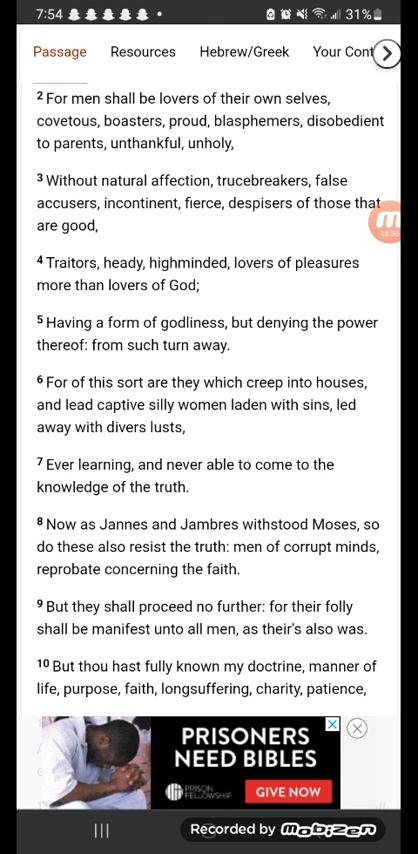 7:54 31%
Passage Resources Hebrew/Greek Your Cont
2 For men shall be lovers of their own selves,
covetous, boasters, proud, blasphemers, disobedient
to parents, unthankful, unholy,
3 Without natural affection, trucebreakers, false
accusers, incontinent, fierce, despisers of those that
are good,
18:50
4 Traitors, heady, highminded, lovers of pleasures
more than lovers of God;
5 Having a form of godliness, but denying the power
thereof: from such turn away.
6 For of this sort are they which creep into houses,
and lead captive silly women laden with sins, led
away with divers lusts,
7 Ever learning, and never able to come to the
knowledge of the truth.
8 Now as Jannes and Jambres withstood Moses, so
do these also resist the truth: men of corrupt minds,
reprobate concerning the faith.
9 But they shall proceed no further: for their folly
shall be manifest unto all men, as their's also was.
10 But thou hast fully known my doctrine, manner of
life, purpose, faith, longsuffering, charity, patience,
PRISONERS
NEED BIBLES
PRISON
FELLOWSHIP
GIVE NOW
Recorded by mobizen